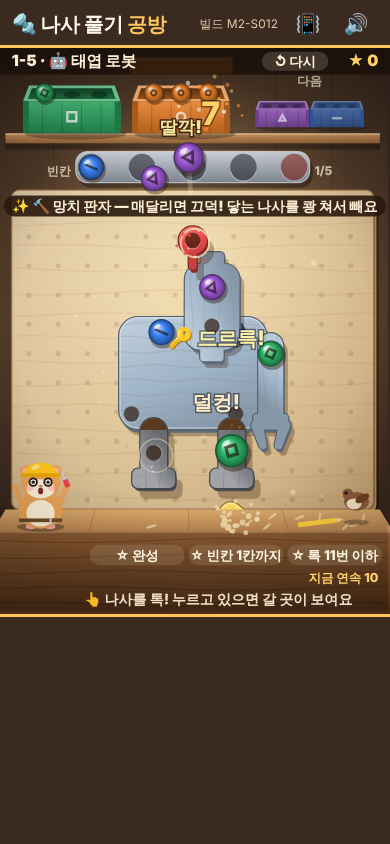 나사 풀기 공방
빌드 M2-S012
1-5 · 태엽 로봇
다시
★ 0
다음
7
딸깍!
빈칸
1/5
망치 판자 — 매달리면 끄덕! 닿는 나사를 쾅 쳐서 빼요
드르륵!
덜컹!
☆ 완성
☆ 빈칸 1칸까지
☆ 톡 11번 이하
지금 연속 10
나사를 톡! 누르고 있으면 갈 곳이 보여요